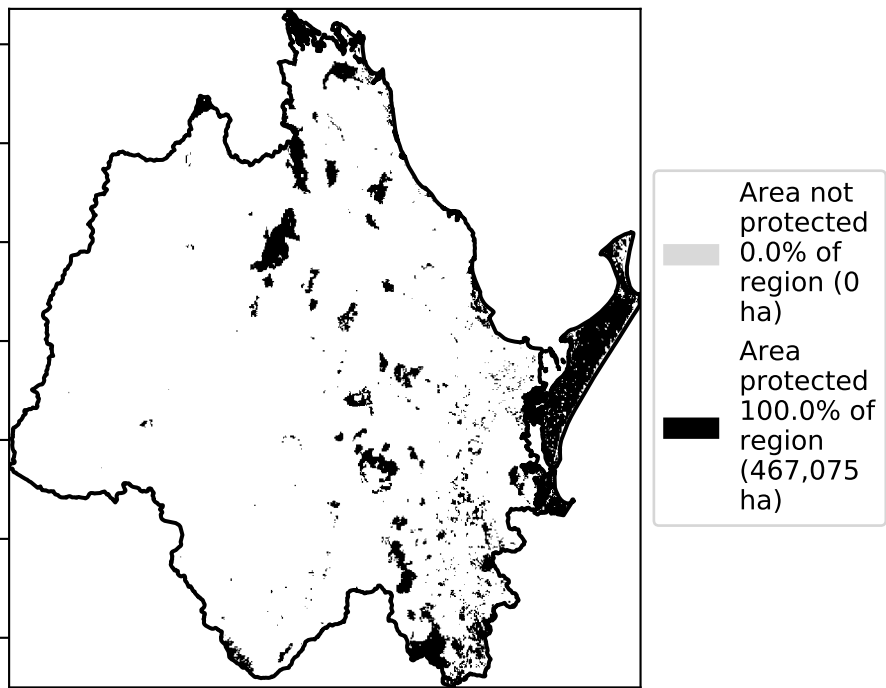 Area not
protected
0.0% of
region (0
ha)
Area
protected
100.0% of
region
(467,075
ha)